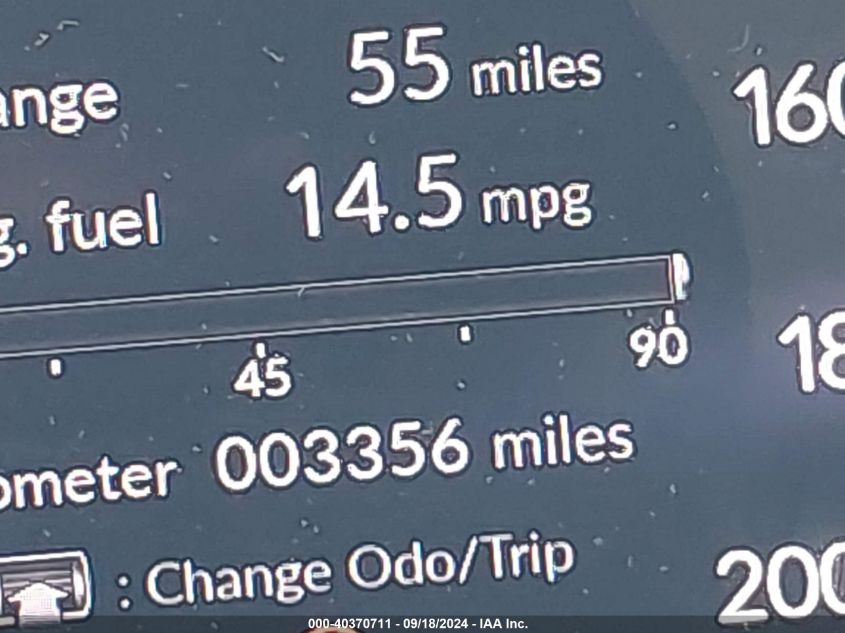 ange 55 miles
160
g. fuel 14.5 mpg
45 90
18
ometer 003356 miles
: Change Odo/Trip
200
000-40370711 - 09/18/2024 - IAA Inc.